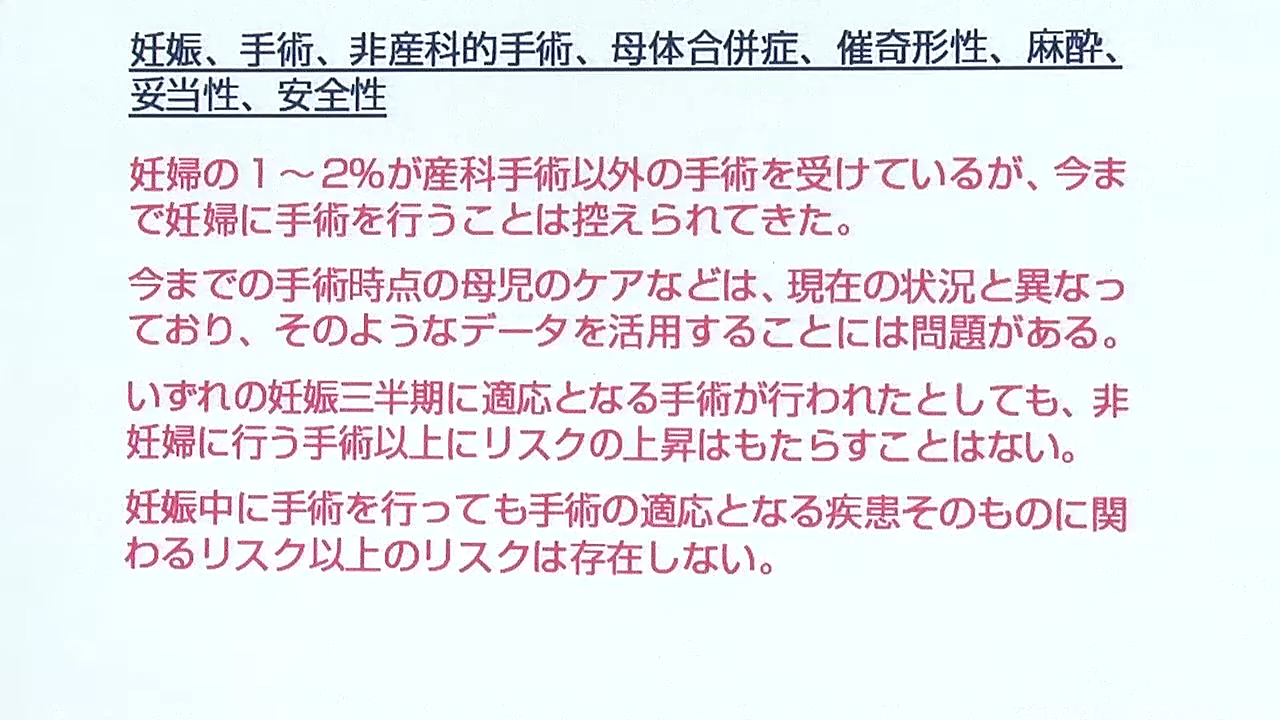 妊娠、手術、非産科的手術、母体合併症、催奇形性、麻酔、
妥当性、安全性
妊婦の１～2%が産科手術以外の手術を受けているが、今ま
で妊婦に手術を行うことは控えられてきた。
今までの手術時点の母児のケアなどは、現在の状況と異なっ
ており、そのようなデータを活用することには問題がある。
いずれの妊娠三半期に適応となる手術が行われたとしても、非
妊婦に行う手術以上にリスクの上昇はもたらすことはない。
妊娠中に手術を行っても手術の適応となる疾患そのものに関
わるリスク以上のリスクは存在しない。